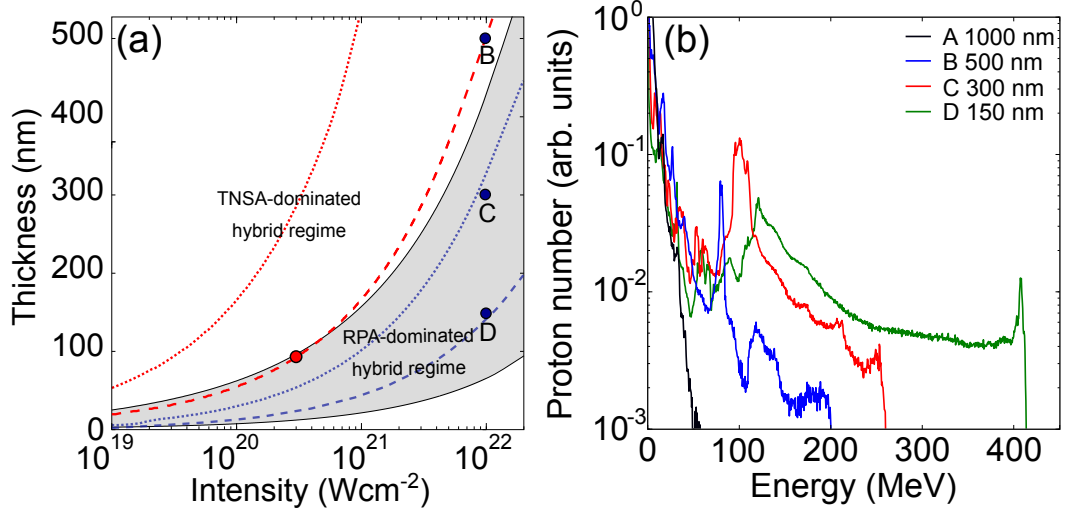 (a)
Thickness (nm)
500
400
300
200
100
0
10^19
10^20
10^21
10^22
Intensity (Wcm^-2)
TNSA-dominated
hybrid regime
RPA-dominated
hybrid regime
B
C
D
(b)
Proton number (arb. units)
10^0
10^-1
10^-2
10^-3
0
100
200
300
400
Energy (MeV)
A 1000 nm
B 500 nm
C 300 nm
D 150 nm